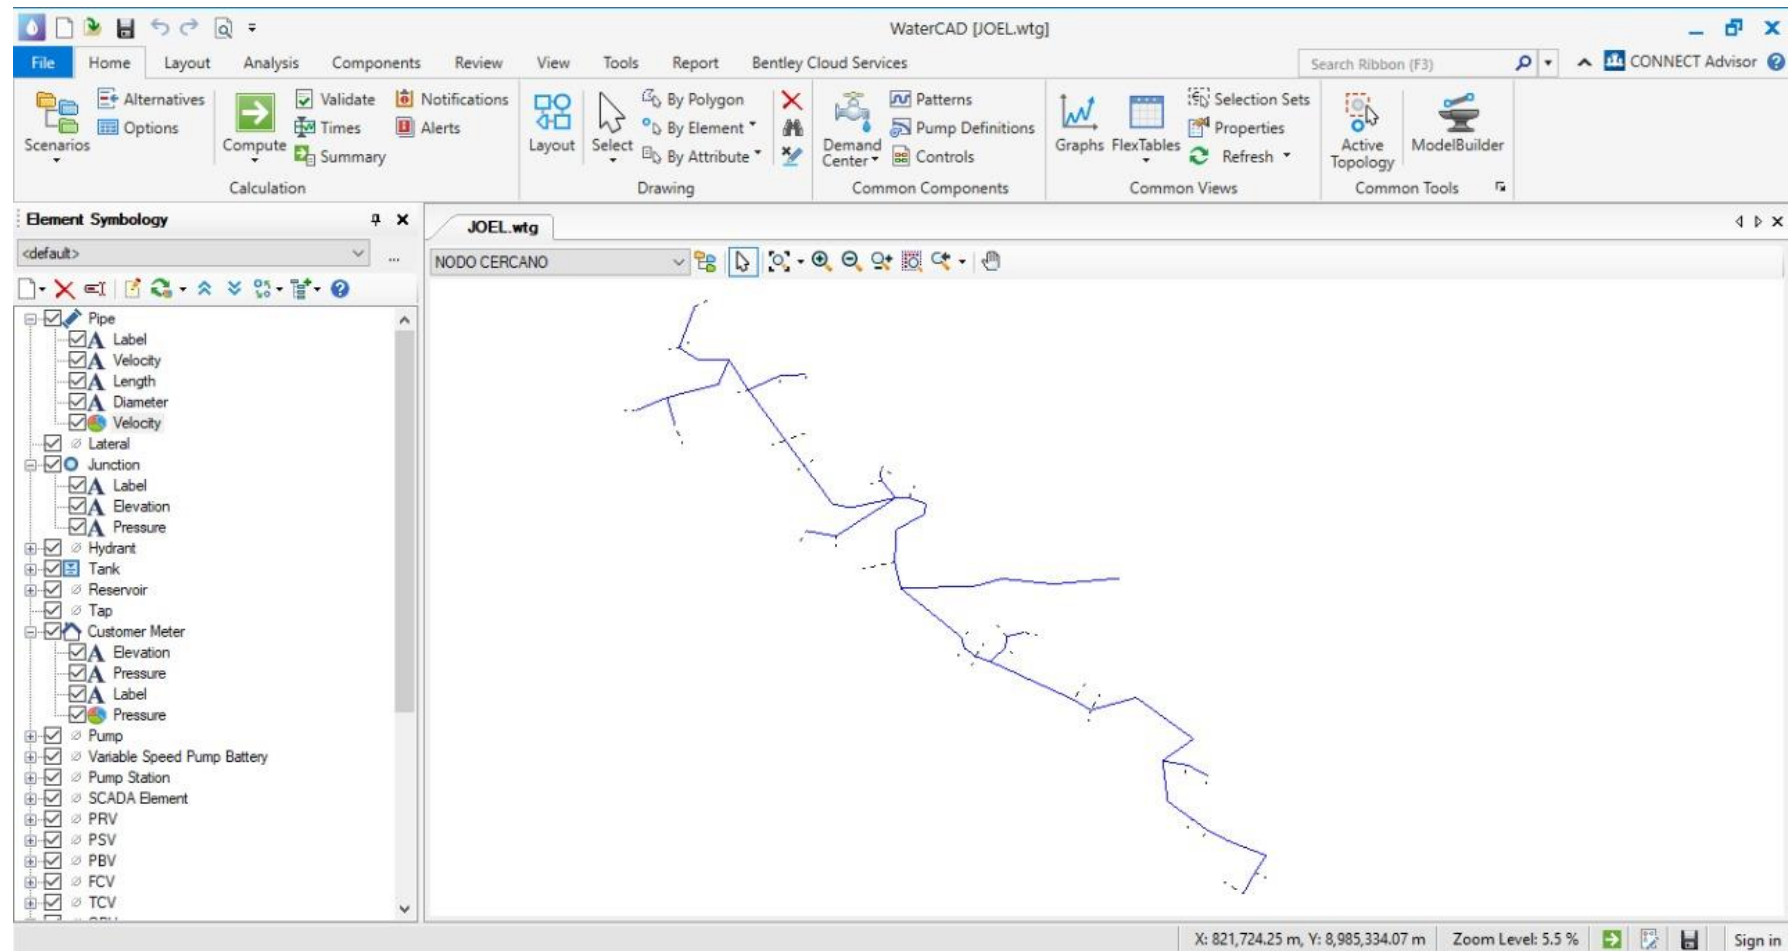 WaterCAD [JOEL.wtg]
File Home Layout Analysis Components Review View Tools Report Bentley Cloud Services Search Ribbon (F3) CONNECT Advisor
Alternatives Validate Notifications By Polygon Patterns Selection Sets
Options Times Alerts By Element Pump Definitions Properties
Scenarios Compute Summary Layout Select By Attribute Demand Center Controls Graphs FlexTables Refresh Active Topology ModelBuilder
Calculation Drawing Common Components Common Views Common Tools
Element Symbology
JOEL.wtg
<default>
...
NODO CERCANO
Pipe
A Label
A Velocity
A Length
A Diameter
Velocity
Lateral
Junction
A Label
A Elevation
A Pressure
Hydrant
Tank
Reservoir
Tap
Customer Meter
A Elevation
A Pressure
A Label
Pressure
Pump
Variable Speed Pump Battery
Pump Station
SCADA Element
PRV
PSV
PBV
FCV
TCV
X: 821,724.25 m, Y: 8,985,334.07 m Zoom Level: 5.5 % Sign in